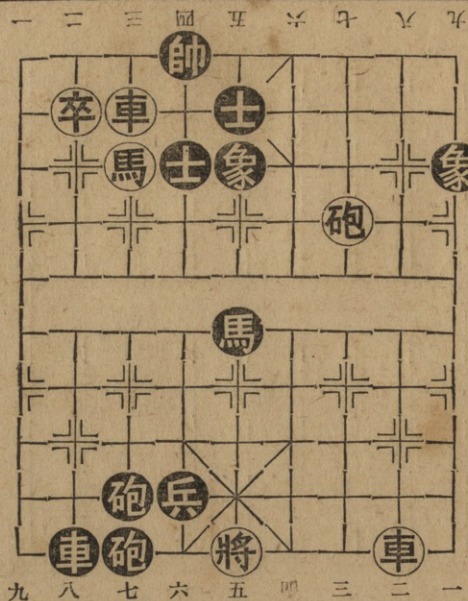 一 二 三 四 五 六 七 八 九
帥
卒 車 士
馬 士 象 象
砲
馬
砲 兵
車 砲 將 車
九 八 七 六 五 四 三 二 一